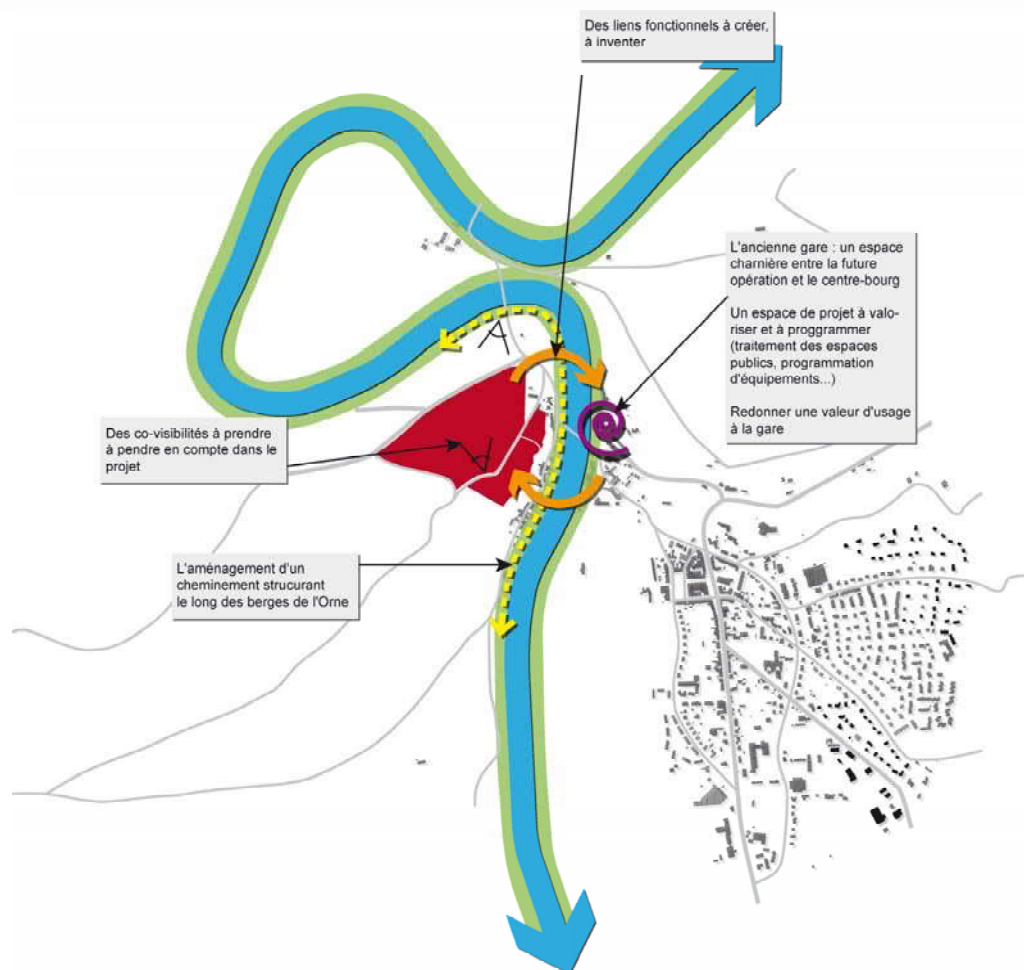 Des liens fonctionnels à créer,
à inventer
L'ancienne gare : un espace
charnière entre la future
opération et le centre-bourg
Un espace de projet à valo-
riser et à proggrammer
(traitement des espaces
publics, programmation
d'équipements...)
Redonner une valeur d'usage
à la gare
Des co-visibilités à prendre
à pendre en compte dans le
projet
L'aménagement d'un
cheminement strucurant
le long des berges de l'Orne